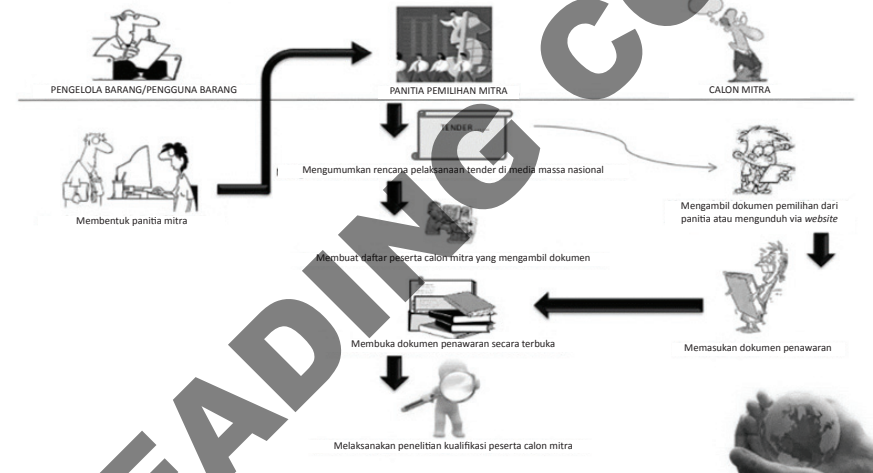 PENGELOLA BARANG/PENGGUNA BARANG
PANITIA PEMILIHAN MITRA
CALON MITRA
TENDER......
Mengumumkan rencana pelaksanaan tender di media massa nasional
Membentuk panitia mitra
Mengambil dokumen pemilihan dari
panitia atau mengunduh via website
Membuat daftar peserta calon mitra yang mengambil dokumen
Membuka dokumen penawaran secara terbuka
Memasukan dokumen penawaran
Melaksanakan penelitian kualifikasi peserta calon mitra